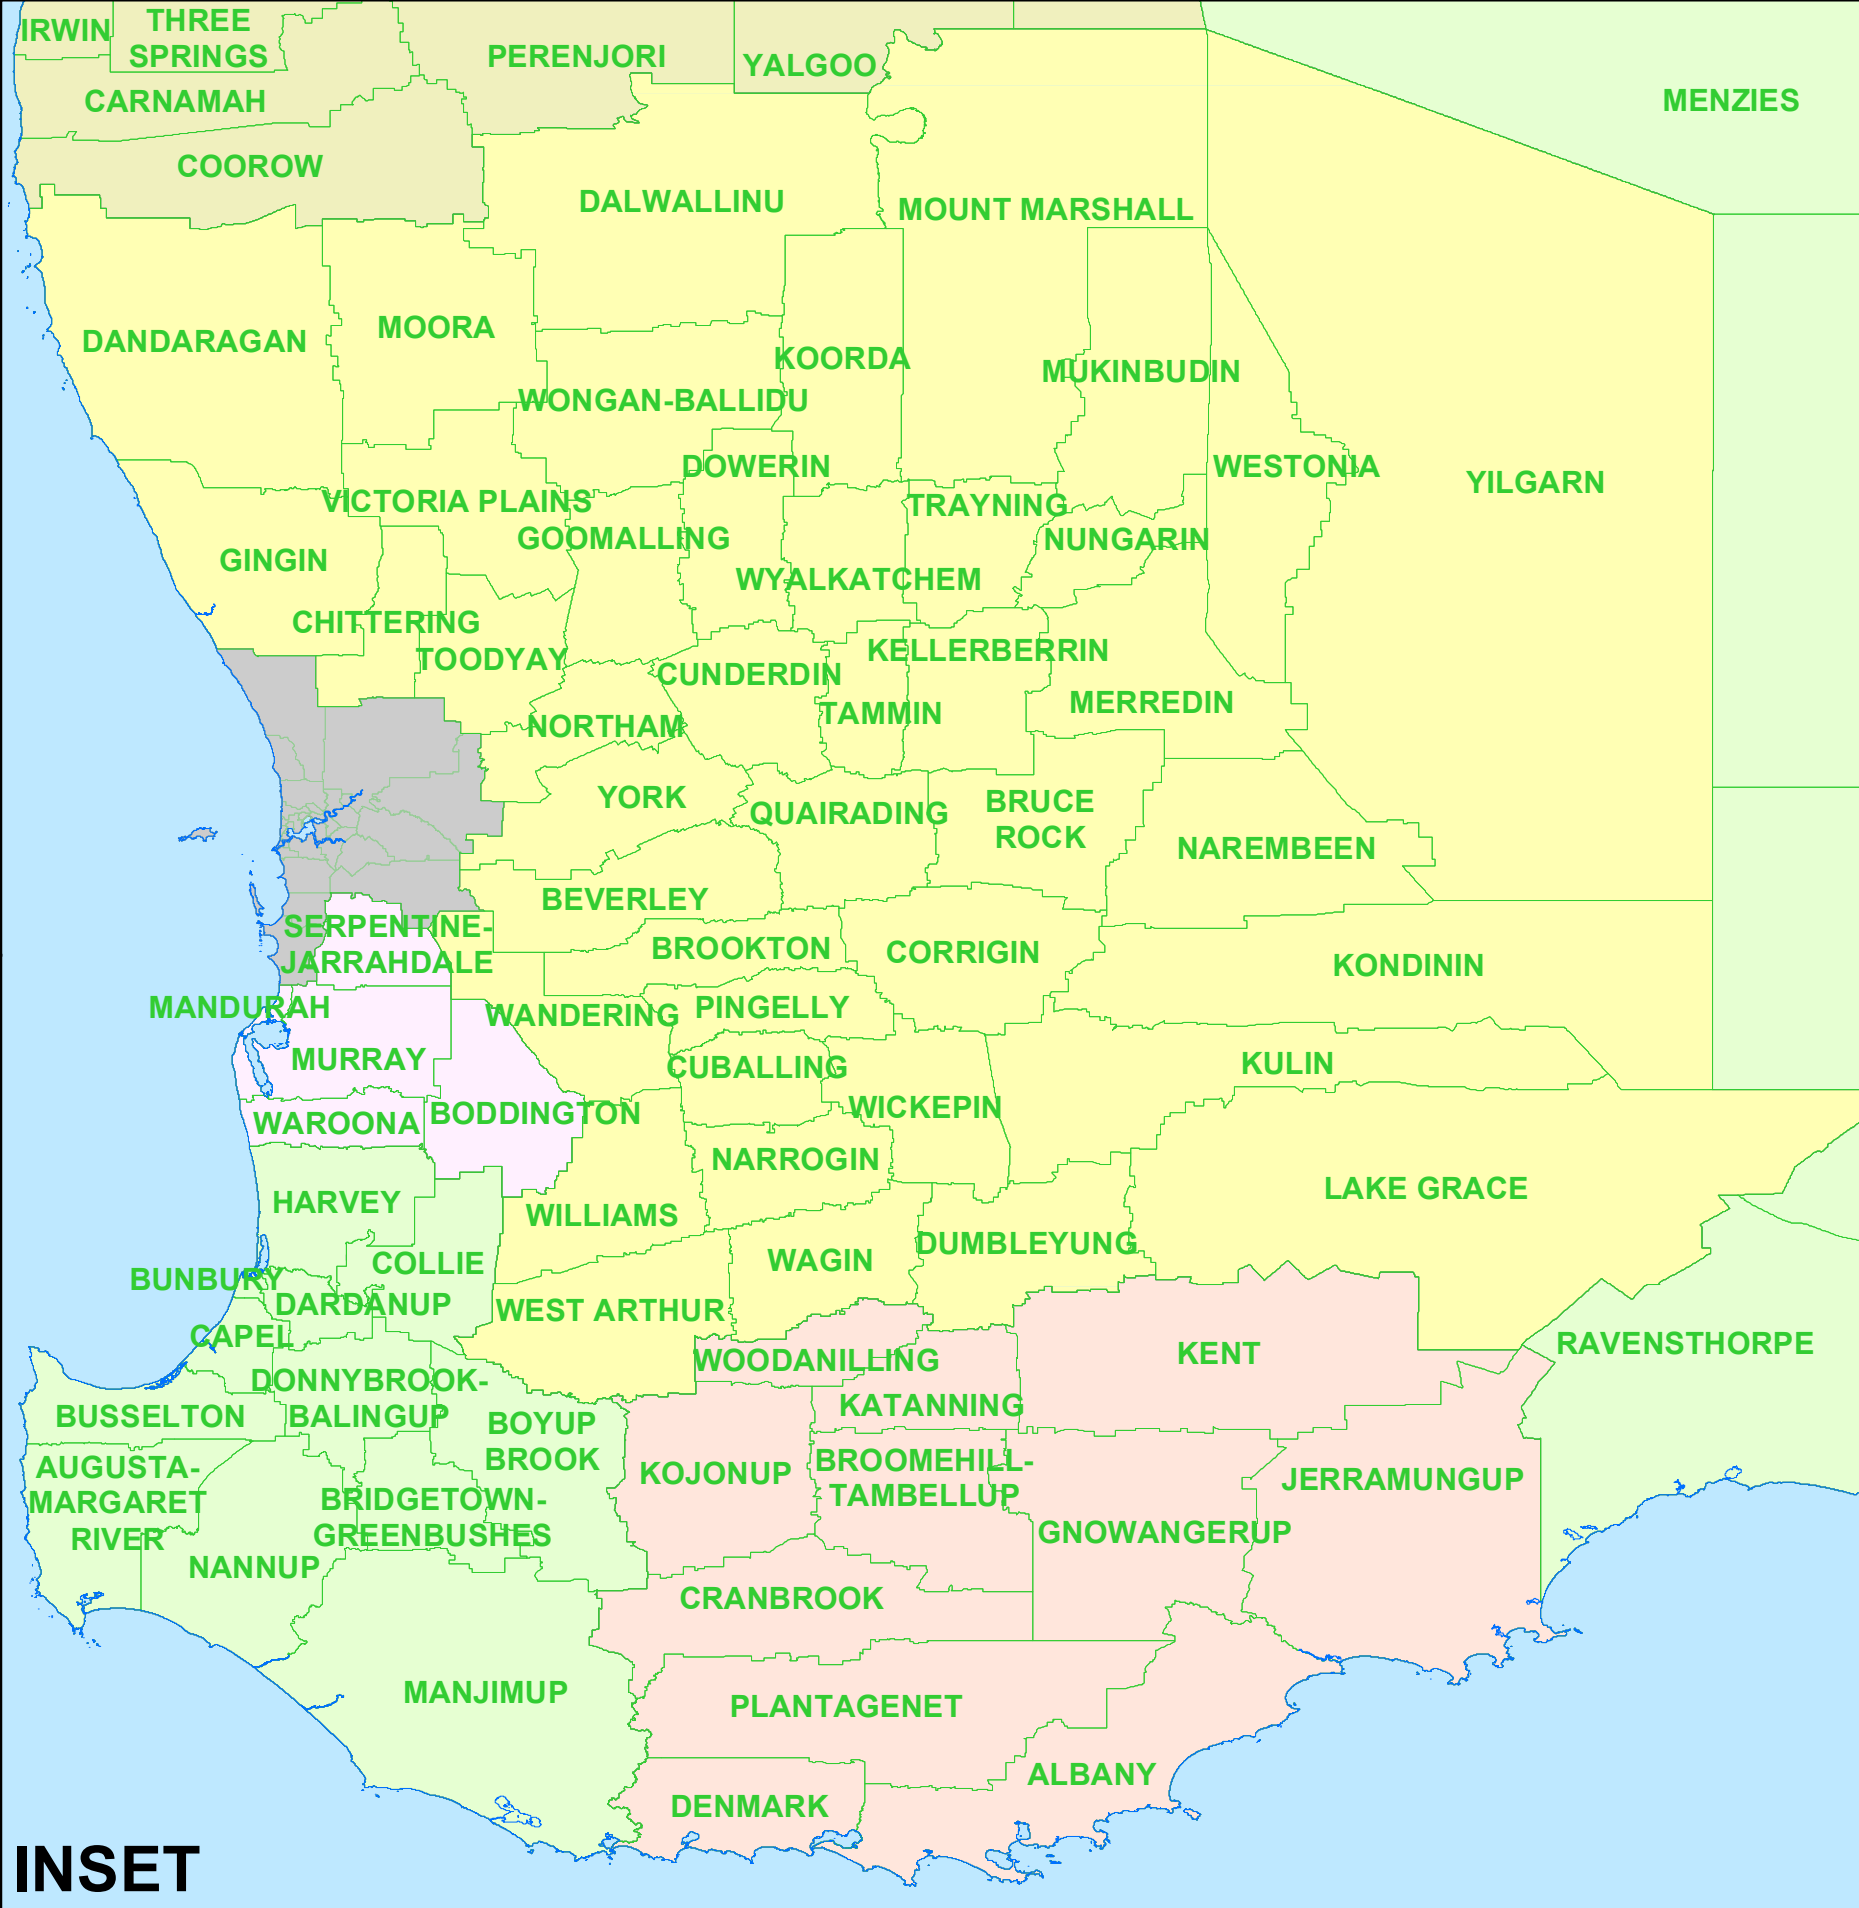 IRWIN
THREE
SPRINGS
PERENJORI
YALGOO
MENZIES
CARNAMAH
COOROW
DALWALLINU
MOUNT MARSHALL
DANDARAGAN
MOORA
KOORDA
MUKINBUDIN
WONGAN-BALLIDU
DOWERIN
WESTONIA
YILGARN
VICTORIA PLAINS
TRAYNING
GOOMALLING
NUNGARIN
GINGIN
WYALKATCHEM
CHITTERING
TOODYAY
KELLERBERRIN
CUNDERDIN
MERREDIN
TAMMIN
NORTHAM
YORK
QUAIRADING
BRUCE
ROCK
NAREMBEEN
BEVERLEY
SERPENTINE-
JARRAHDALE
BROOKTON
CORRIGIN
KONDININ
MANDURAH
WANDERING
PINGELLY
MURRAY
CUBALLING
KULIN
WAROONA
BODDINGTON
WICKEPIN
NARROGIN
HARVEY
WILLIAMS
LAKE GRACE
COLLIE
WAGIN
DUMBLEYUNG
BUNBURY
DARDANUP
WEST ARTHUR
CAPEL
WOODANILLING
KENT
RAVENSTHORPE
DONNYBROOK-
BALINGUP
BUSSELTON
BOYUP
BROOK
KATANNING
AUGUSTA-
MARGARET
RIVER
KOJONUP
BROOMEHILL-
TAMBELLUP
JERRAMUNGUP
BRIDGETOWN-
GREENBUSHES
GNOWANGERUP
NANNUP
CRANBROOK
MANJIMUP
PLANTAGENET
ALBANY
DENMARK
INSET